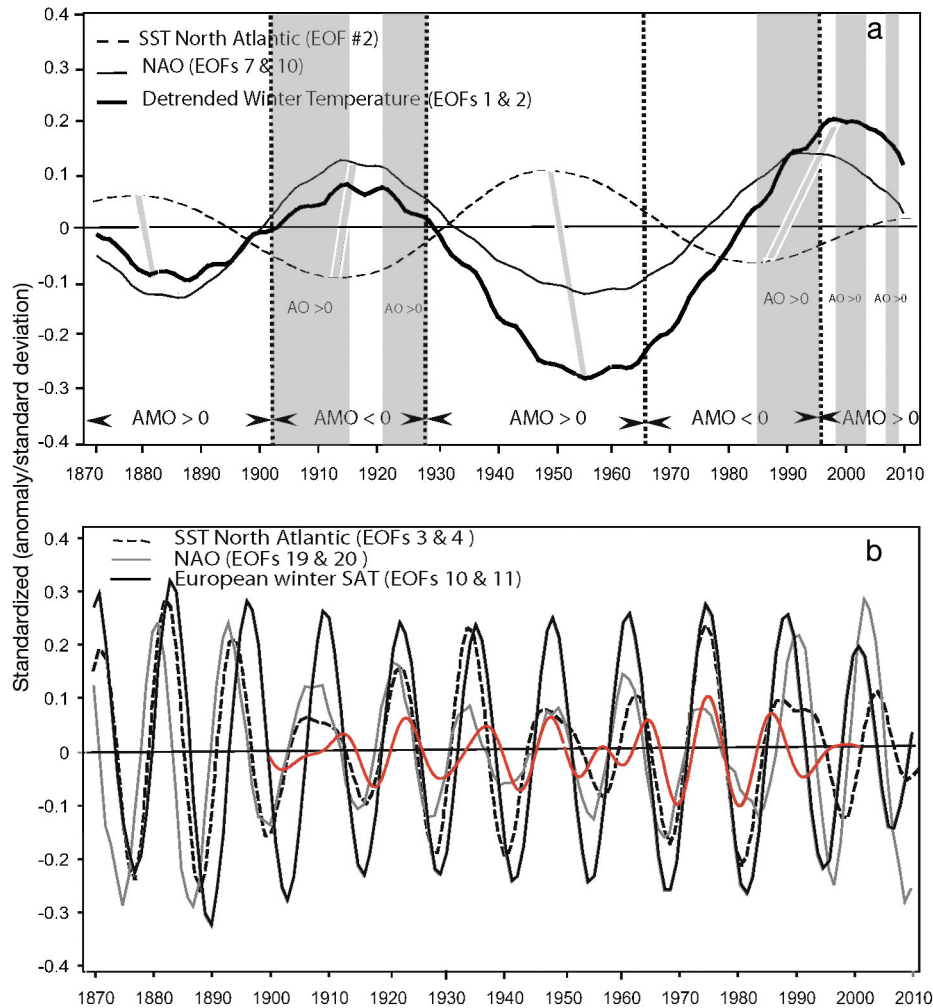 Standardized (anomaly/standard deviation)
a
SST North Atlantic (EOF #2)
NAO (EOFs 7 & 10)
Detrended Winter Temperature (EOFs 1 & 2)
0.4
0.3
0.2
0.1
0
-0.1
-0.2
-0.3
-0.4
AO >0 AO >0 AO >0 AO >0 AO >0
AMO > 0 AMO < 0 AMO > 0 AMO < 0 AMO > 0
1870 1880 1890 1900 1910 1920 1930 1940 1950 1960 1970 1980 1990 2000 2010
b
SST North Atlantic (EOFs 3 & 4 )
NAO (EOFs 19 & 20 )
European winter SAT (EOFs 10 & 11)
0.4
0.3
0.2
0.1
0
-0.1
-0.2
-0.3
-0.4
1870 1880 1890 1900 1910 1920 1930 1940 1950 1960 1970 1980 1990 2000 2010